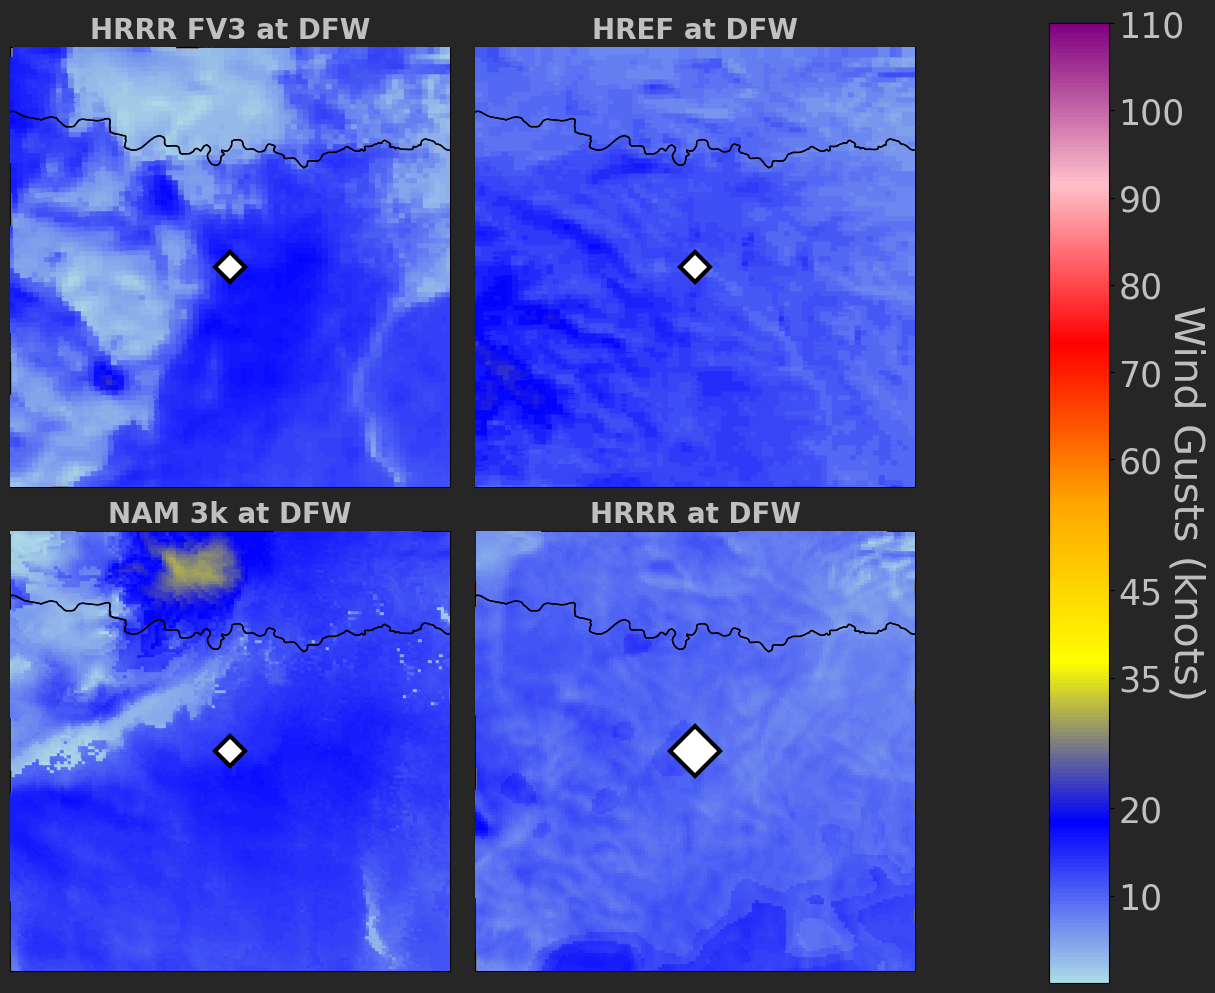 HRRR FV3 at DFW
HREF at DFW
NAM 3k at DFW
HRRR at DFW
110
100
90
80
70
60
45
35
20
10
Wind Gusts (knots)